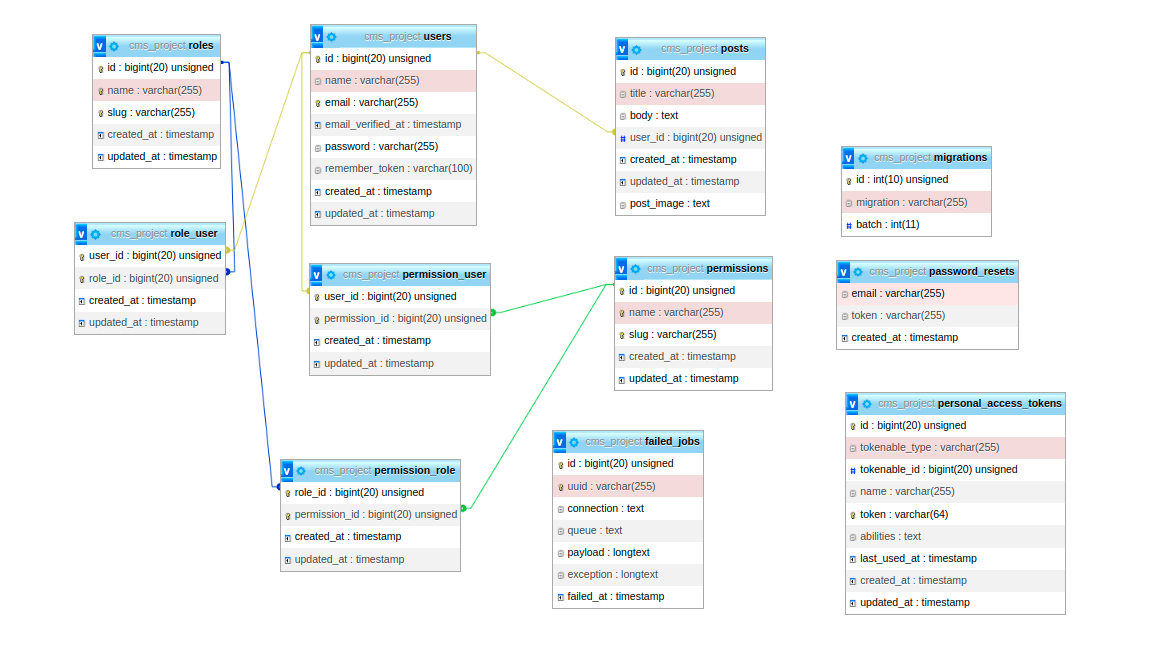 v cms_project roles
id : bigint(20) unsigned
name : varchar(255)
slug : varchar(255)
created_at : timestamp
updated_at : timestamp
v cms_project users
id : bigint(20) unsigned
name : varchar(255)
email : varchar(255)
email_verified_at : timestamp
password : varchar(255)
remember_token : varchar(100)
created_at : timestamp
updated_at : timestamp
v cms_project posts
id : bigint(20) unsigned
title : varchar(255)
body : text
# user_id : bigint(20) unsigned
created_at : timestamp
updated_at : timestamp
post_image : text
v cms_project migrations
id : int(10) unsigned
migration : varchar(255)
# batch : int(11)
v cms_project role_user
user_id : bigint(20) unsigned
role_id : bigint(20) unsigned
created_at : timestamp
updated_at : timestamp
v cms_project permission_user
user_id : bigint(20) unsigned
permission_id : bigint(20) unsigned
created_at : timestamp
updated_at : timestamp
v cms_project permissions
id : bigint(20) unsigned
name : varchar(255)
slug : varchar(255)
created_at : timestamp
updated_at : timestamp
v cms_project password_resets
email : varchar(255)
token : varchar(255)
created_at : timestamp
v cms_project permission_role
role_id : bigint(20) unsigned
permission_id : bigint(20) unsigned
created_at : timestamp
updated_at : timestamp
v cms_project failed_jobs
id : bigint(20) unsigned
uuid : varchar(255)
connection : text
queue : text
payload : longtext
exception : longtext
failed_at : timestamp
v cms_project personal_access_tokens
id : bigint(20) unsigned
tokenable_type : varchar(255)
# tokenable_id : bigint(20) unsigned
name : varchar(255)
token : varchar(64)
abilities : text
last_used_at : timestamp
created_at : timestamp
updated_at : timestamp